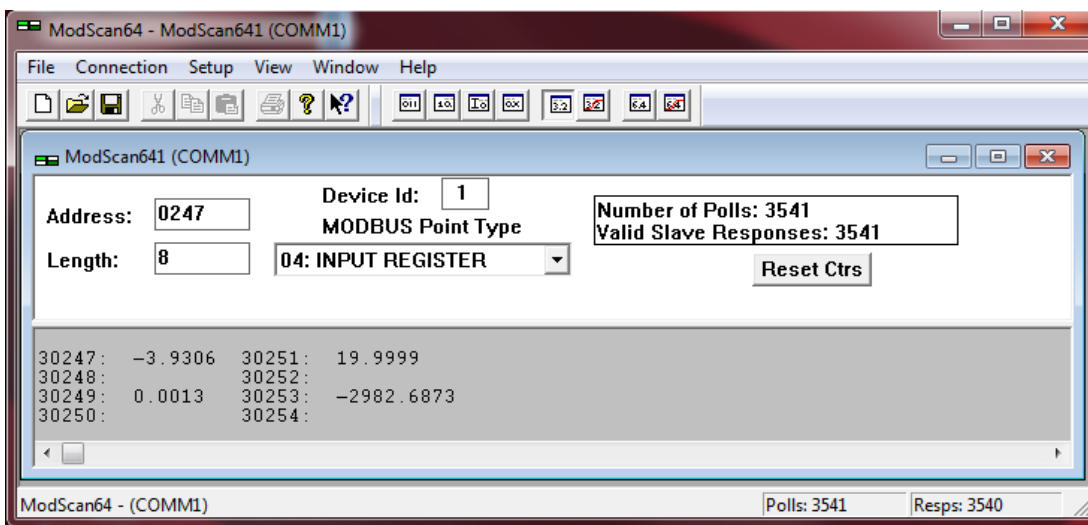 ModScan64 - ModScan641 (COMM1)
File Connection Setup View Window Help
ModScan641 (COMM1)
Address: 0247
Device Id: 1
MODBUS Point Type
Length: 8
04: INPUT REGISTER
Number of Polls: 3541
Valid Slave Responses: 3541
Reset Ctrs
30247: -3.9306 30251: 19.9999
30248: 30252:
30249: 0.0013 30253: -2982.6873
30250: 30254:
ModScan64 - (COMM1) Polls: 3541 Resps: 3540